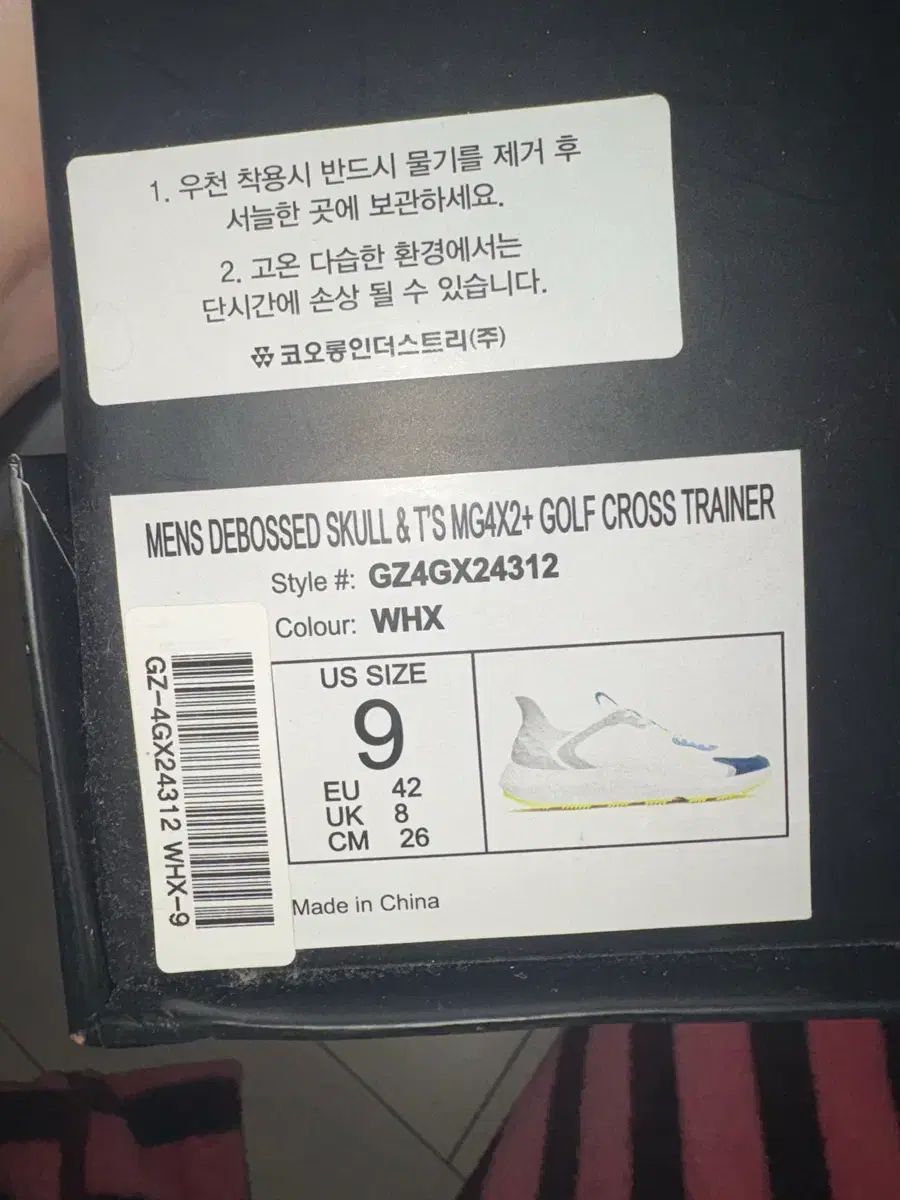 1. 우천 착용시 반드시 물기를 제거 후
서늘한 곳에 보관하세요.
2. 고온 다습한 환경에서는
단시간에 손상 될 수 있습니다.
코오롱인더스트리(주)
MENS DEBOSSED SKULL & T'S MG4X2+ GOLF CROSS TRAINER
Style #: GZ4GX24312
Colour: WHX
GZ-4GX24312 WHX-9
US SIZE
9
EU 42
UK 8
CM 26
Made in China